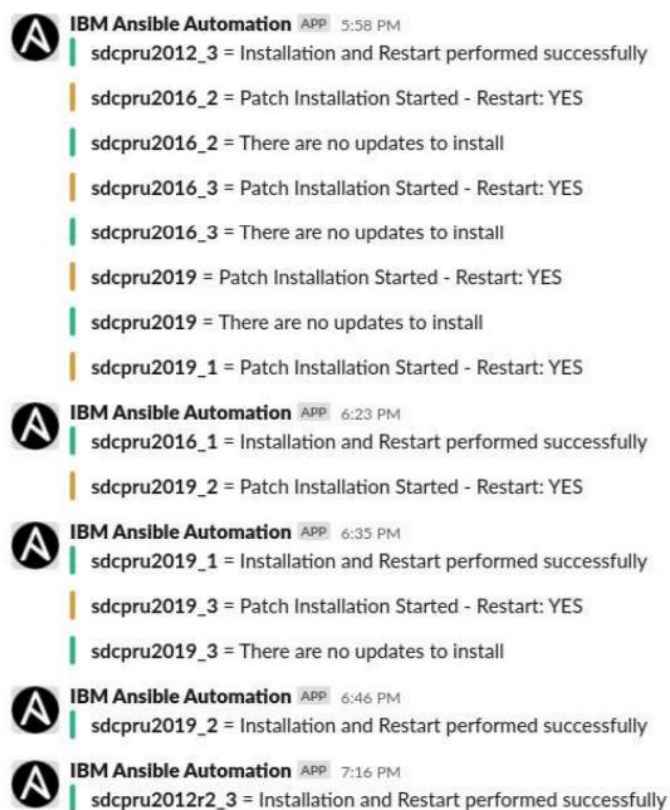 IBM Ansible Automation APP 5:58 PM
sdcpru2012_3 = Installation and Restart performed successfully
sdcpru2016_2 = Patch Installation Started - Restart: YES
sdcpru2016_2 = There are no updates to install
sdcpru2016_3 = Patch Installation Started - Restart: YES
sdcpru2016_3 = There are no updates to install
sdcpru2019 = Patch Installation Started - Restart: YES
sdcpru2019 = There are no updates to install
sdcpru2019_1 = Patch Installation Started - Restart: YES
IBM Ansible Automation APP 6:23 PM
sdcpru2016_1 = Installation and Restart performed successfully
sdcpru2019_2 = Patch Installation Started - Restart: YES
IBM Ansible Automation APP 6:35 PM
sdcpru2019_1 = Installation and Restart performed successfully
sdcpru2019_3 = Patch Installation Started - Restart: YES
sdcpru2019_3 = There are no updates to install
IBM Ansible Automation APP 6:46 PM
sdcpru2019_2 = Installation and Restart performed successfully
IBM Ansible Automation APP 7:16 PM
sdcpru2012r2_3 = Installation and Restart performed successfully